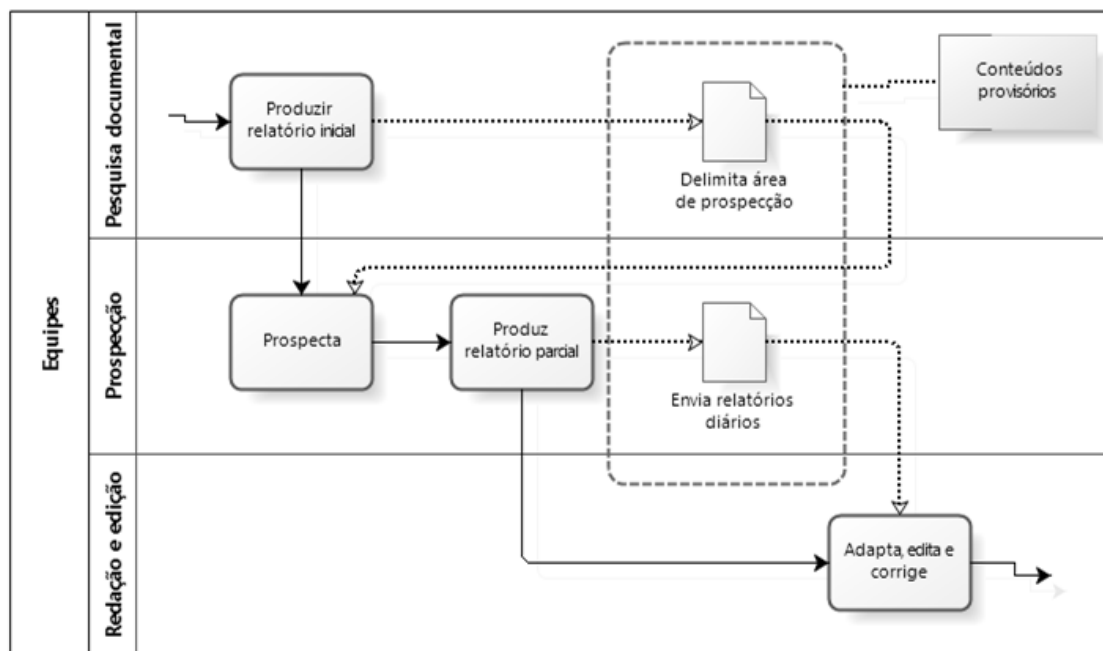 Equipes
Pesquisa documental
Produzir
relatório inicial
Delimita área
de prospecção
Conteúdos
provisórios
Prospecção
Prospecta
Produz
relatório parcial
Envia relatórios
diários
Redação e edição
Adapta, edita e
corrige